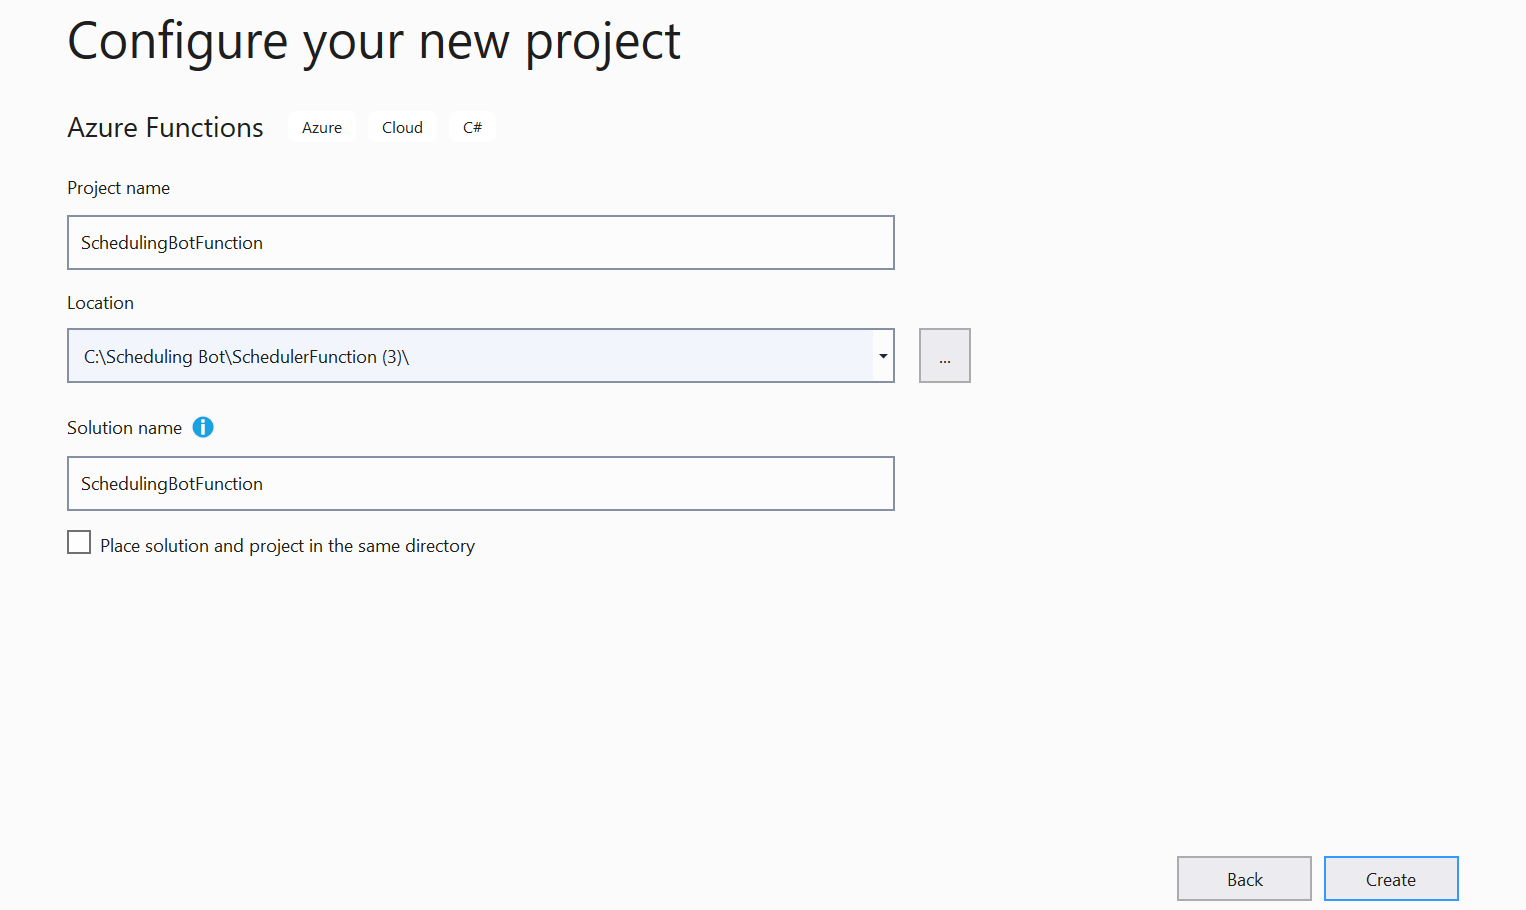 Configure your new project
Azure Functions Azure Cloud C#
Project name
SchedulingBotFunction
Location
C:\Scheduling Bot\SchedulerFunction (3)\
...
Solution name
SchedulingBotFunction
Place solution and project in the same directory
Back Create